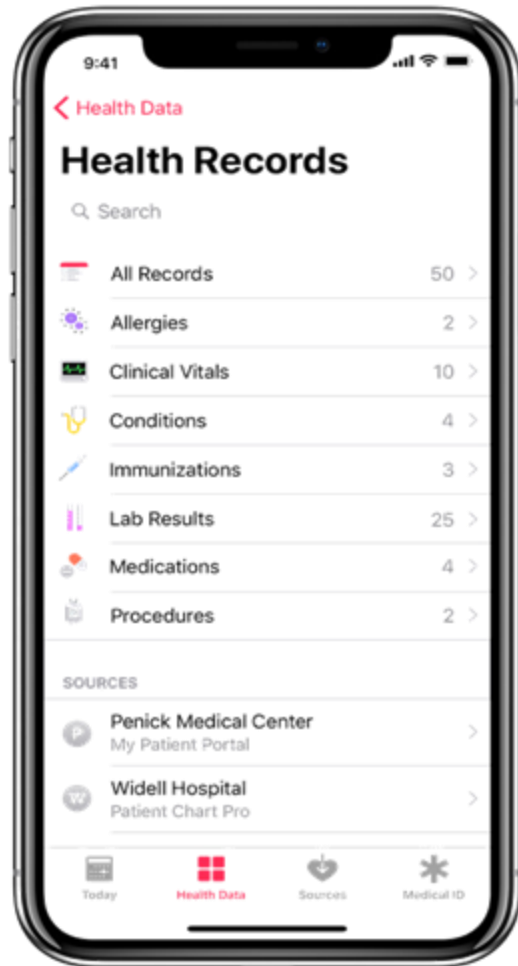 9:41
Health Data
Health Records
Search
All Records 50
Allergies 2
Clinical Vitals 10
Conditions 4
Immunizations 3
Lab Results 25
Medications 4
Procedures 2
SOURCES
P Penick Medical Center
My Patient Portal
W Widell Hospital
Patient Chart Pro
Today Health Data Sources Medical ID